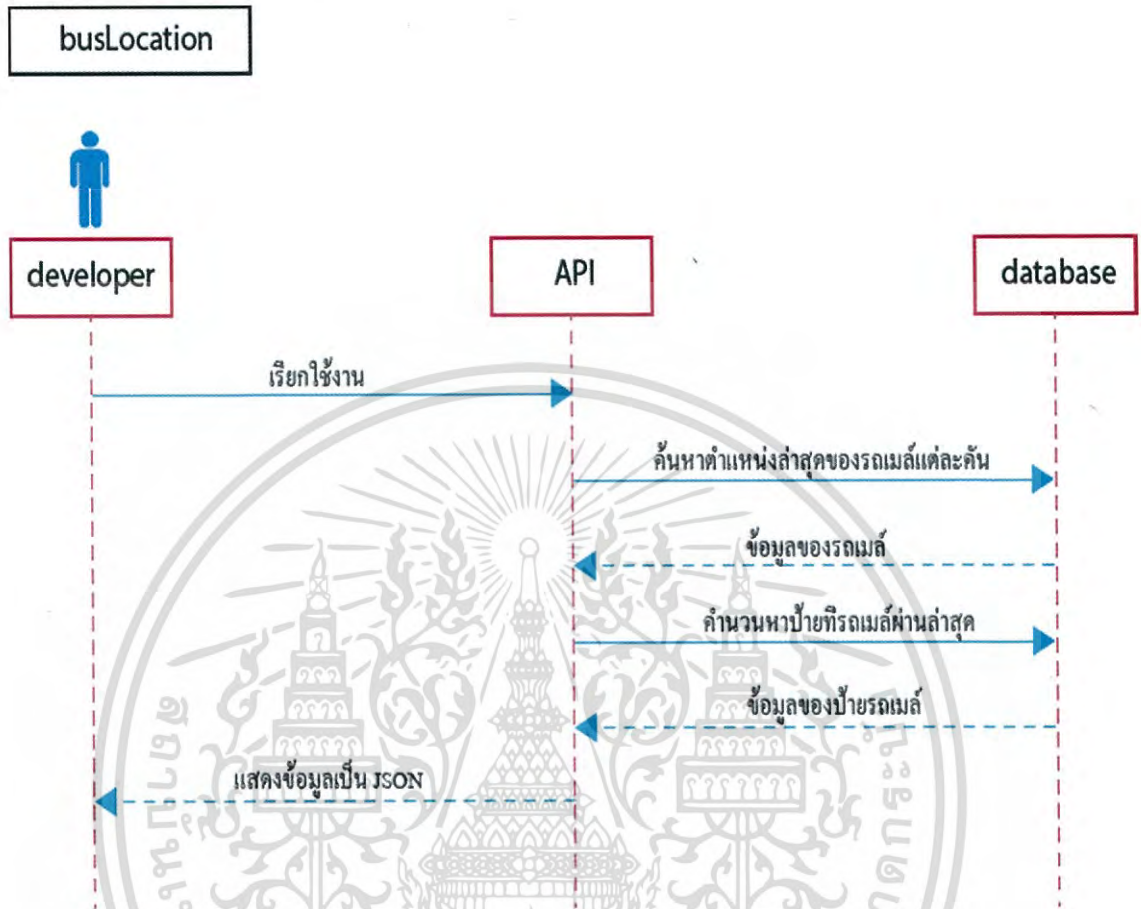 busLocation
developer
API
database
เรียกใช้งาน
ค้นหาตำแหน่งล่าสุดของรถเมล์แต่ละคัน
ข้อมูลของรถเมล์
คำนวนหาป้ายที่รถเมล์ผ่านล่าสุด
ข้อมูลของป้ายรถเมล์
แสดงข้อมูลเป็น JSON